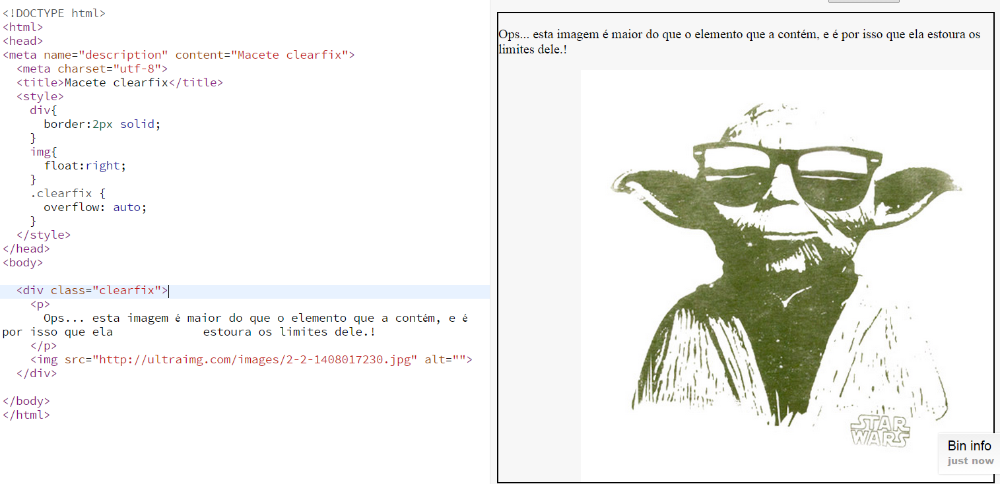 <!DOCTYPE html>
<html>
<head>
<meta name="description" content="Macete clearfix">
<meta charset="utf-8">
<title>Macete clearfix</title>
<style>
div{
border:2px solid;
}
img{
float:right;
}
.clearfix {
overflow: auto;
}
</style>
</head>
<body>
<div class="clearfix">
<p>
Ops... esta imagem é maior do que o elemento que a contém, e é
por isso que ela estoura os limites dele.!
</p>
<img src="http://ultraimg.com/images/2-2-1408017230.jpg" alt="">
</div>
</body>
</html>
Ops... esta imagem é maior do que o elemento que a contém, e é por isso que ela estoura os
limites dele.!
STAR
WARS
Bin info
just now